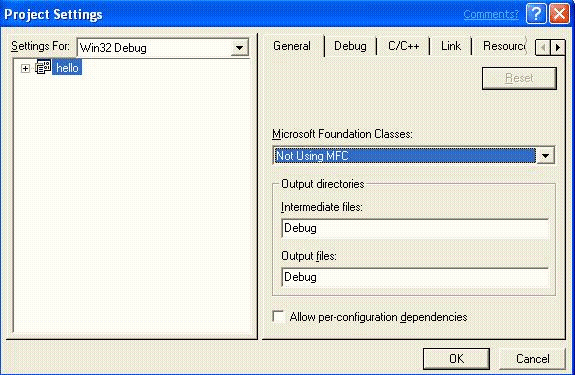 Project Settings
Comments?
Settings For:
Win32 Debug
hello
General
Debug
C/C++
Link
Resourc
Reset
Microsoft Foundation Classes:
Not Using MFC
Output directories
Intermediate files:
Debug
Output files:
Debug
Allow per-configuration dependencies
OK
Cancel